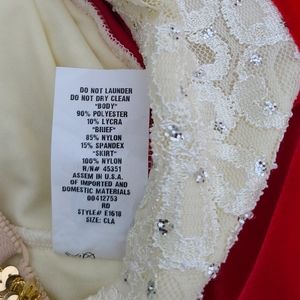 DO NOT LAUNDER
DO NOT DRY CLEAN
"BODY"
90% POLYESTER
10% LYCRA
"BRIEF"
85% NYLON
15% SPANDEX
"SKIRT"
100% NYLON
R/N# 45351
ASSEM IN U.S.A.
OF IMPORTED AND
DOMESTIC MATERIALS
00412753
RD
STYLE# E1618
SIZE: CLA